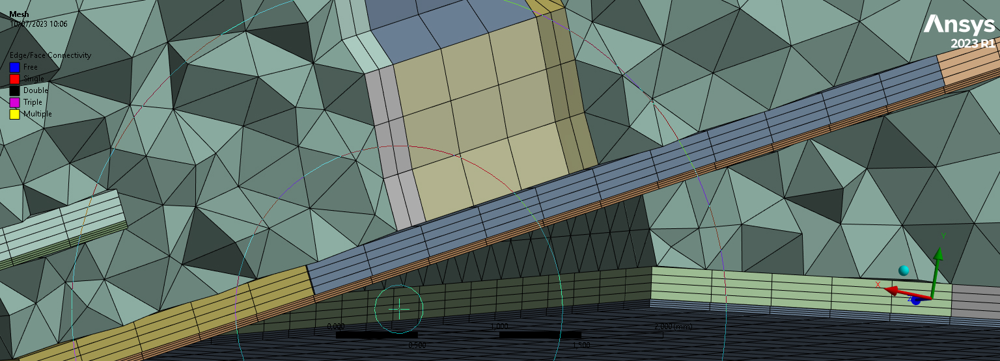 Mesh
10/07/2023 10:06
Ansys
2023 R1
Edge/Face Connectivity
Free
Single
Double
Triple
Multiple
Y
X
Z
0,000
1,000
2,000 (mm)
0,500
1,500